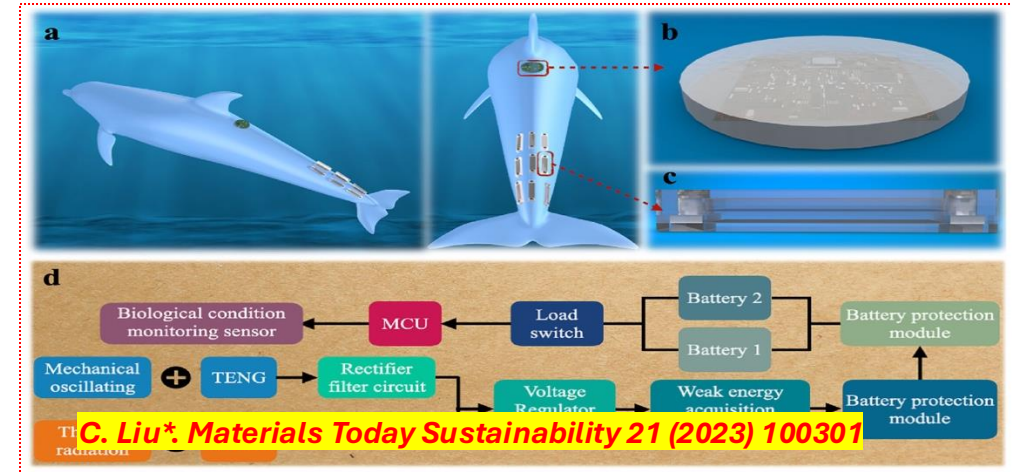 a
b
c
d
Biological condition
monitoring sensor
MCU
Load
switch
Battery 2
Battery 1
Battery protection
module
Mechanical
oscillating
TENG
Rectifier
filter circuit
Voltage
Regulator
Weak energy
acquisition
Battery protection
module
radiation
C. Liu*. Materials Today Sustainability 21 (2023) 100301